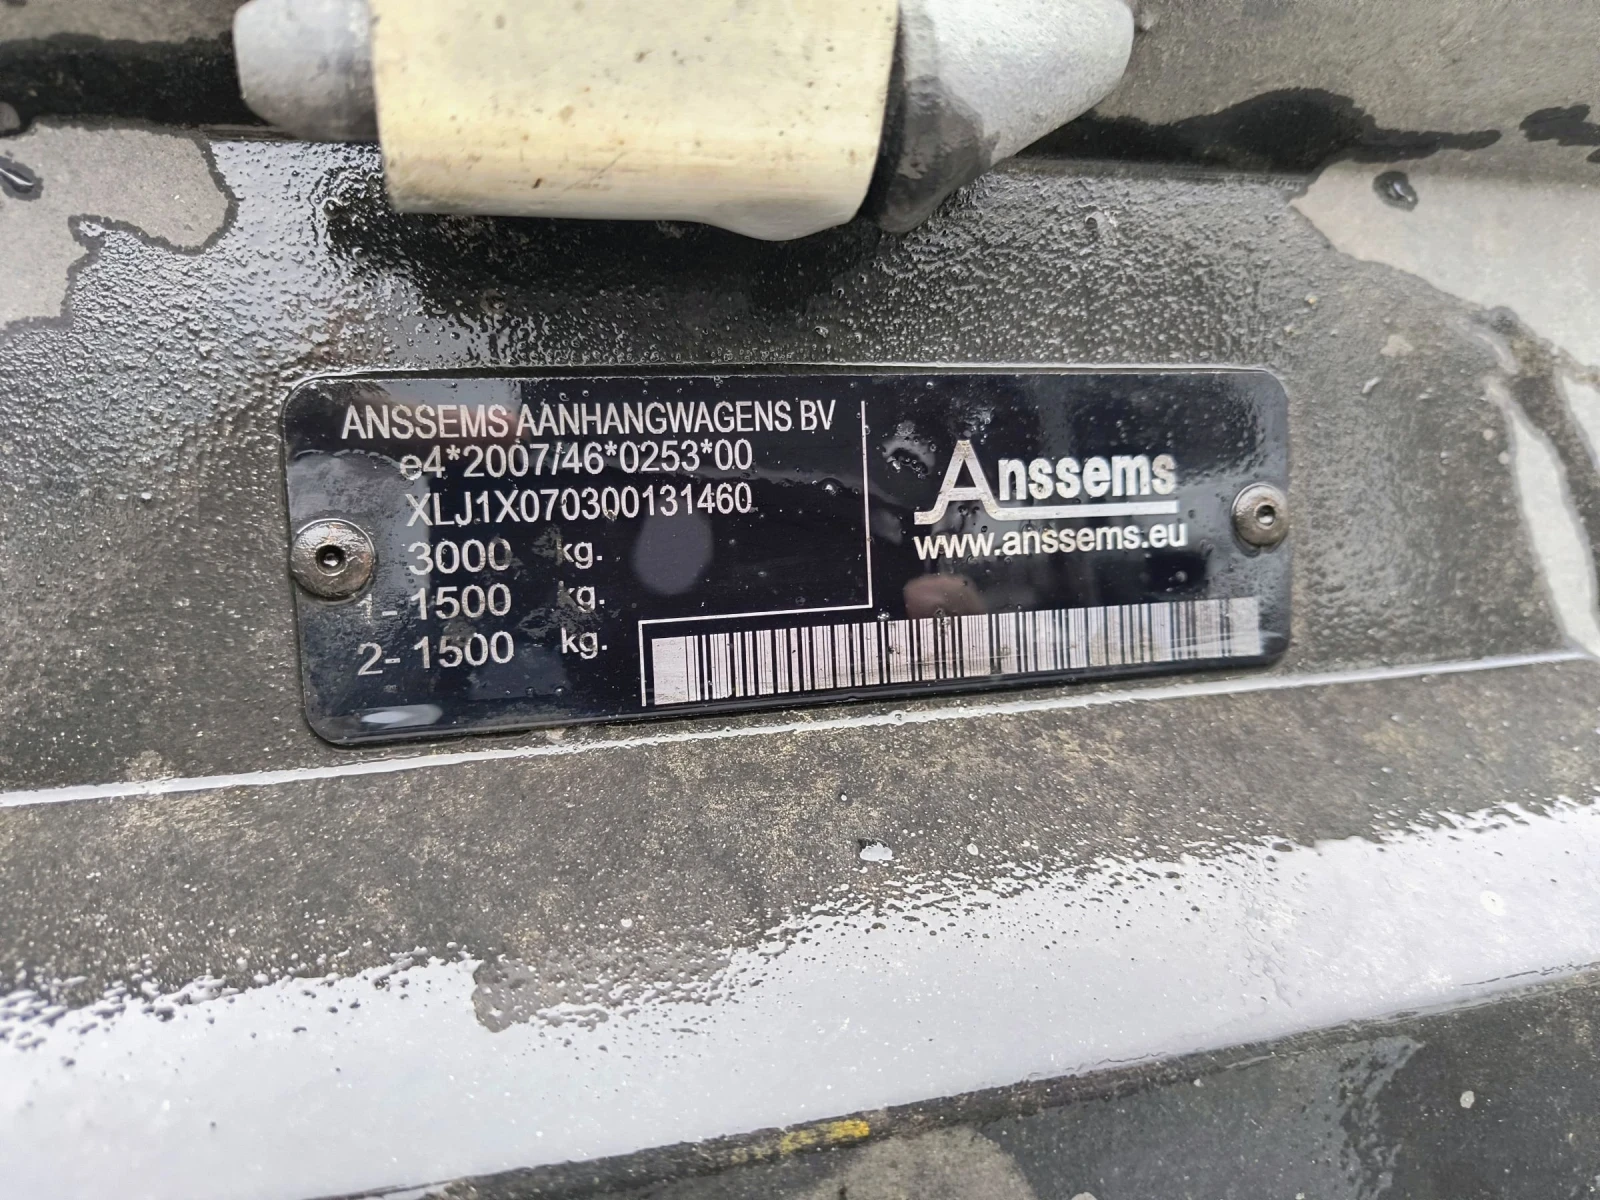 ANSSEMS AANHANGWAGENS BV
e4*2007/46*0253*00
XLJ1X070300131460
3000 kg.
1- 1500 kg.
2- 1500 kg.
Anssems
www.anssems.eu